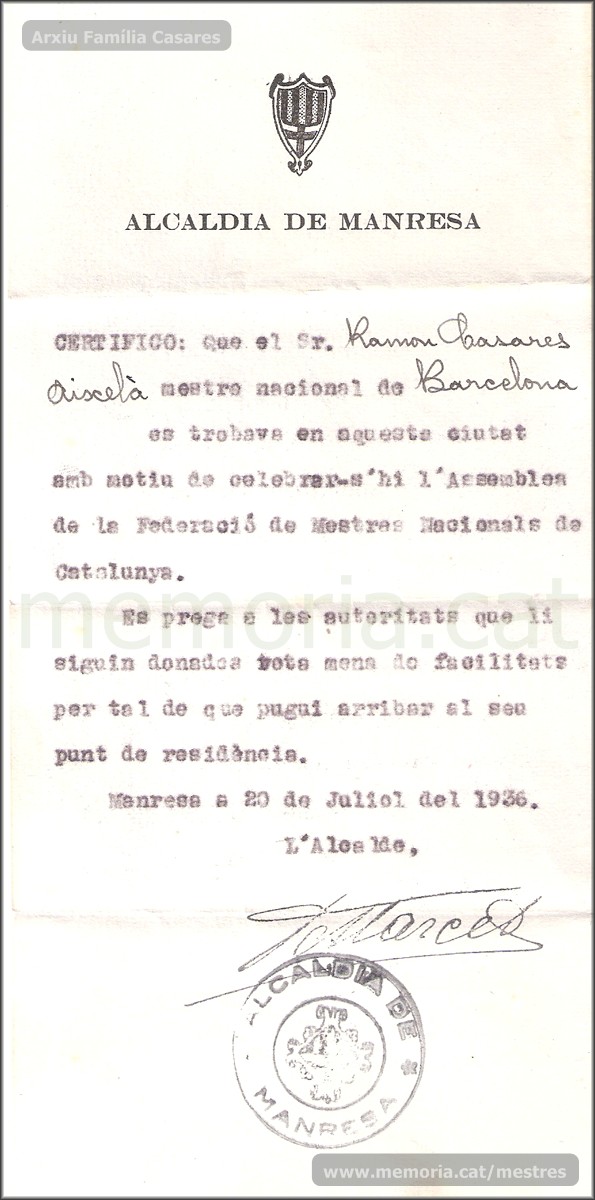 Arxiu Família Casares
ALCALDIA DE MANRESA
CERTIFICO: Que el Sr. Ramon Casares
Aixelà mestre nacional de Barcelona
es trobava en aquesta ciutat
amb motiu de celebrar-s'hi l'Assemblea
de la Federació de Mestres Nacionals de
Catalunya.
memoria.cat
Es prega a les autoritats que li
siguin donades tota mena de facilitats
per tal de que pugui arribar al seu
punt de residència.
Manresa a 20 de Juliol del 1936.
L'Alcalde,
Marcés
ALCALDIA DE
MANRESA
www.memoria.cat/mestres